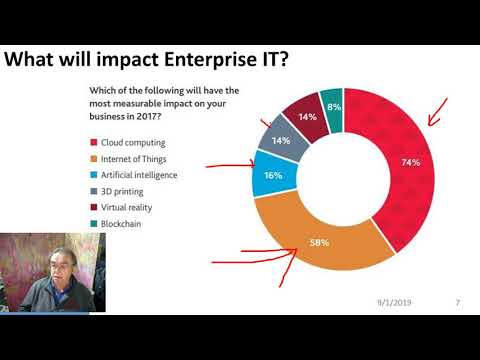 What will impact Enterprise IT?
Which of the following will have the
most measurable impact on your
business in 2017?
Cloud computing
Internet of Things
Artificial intelligence
3D printing
Virtual reality
Blockchain
8%
14%
14%
16%
74%
58%
9/1/2019
7